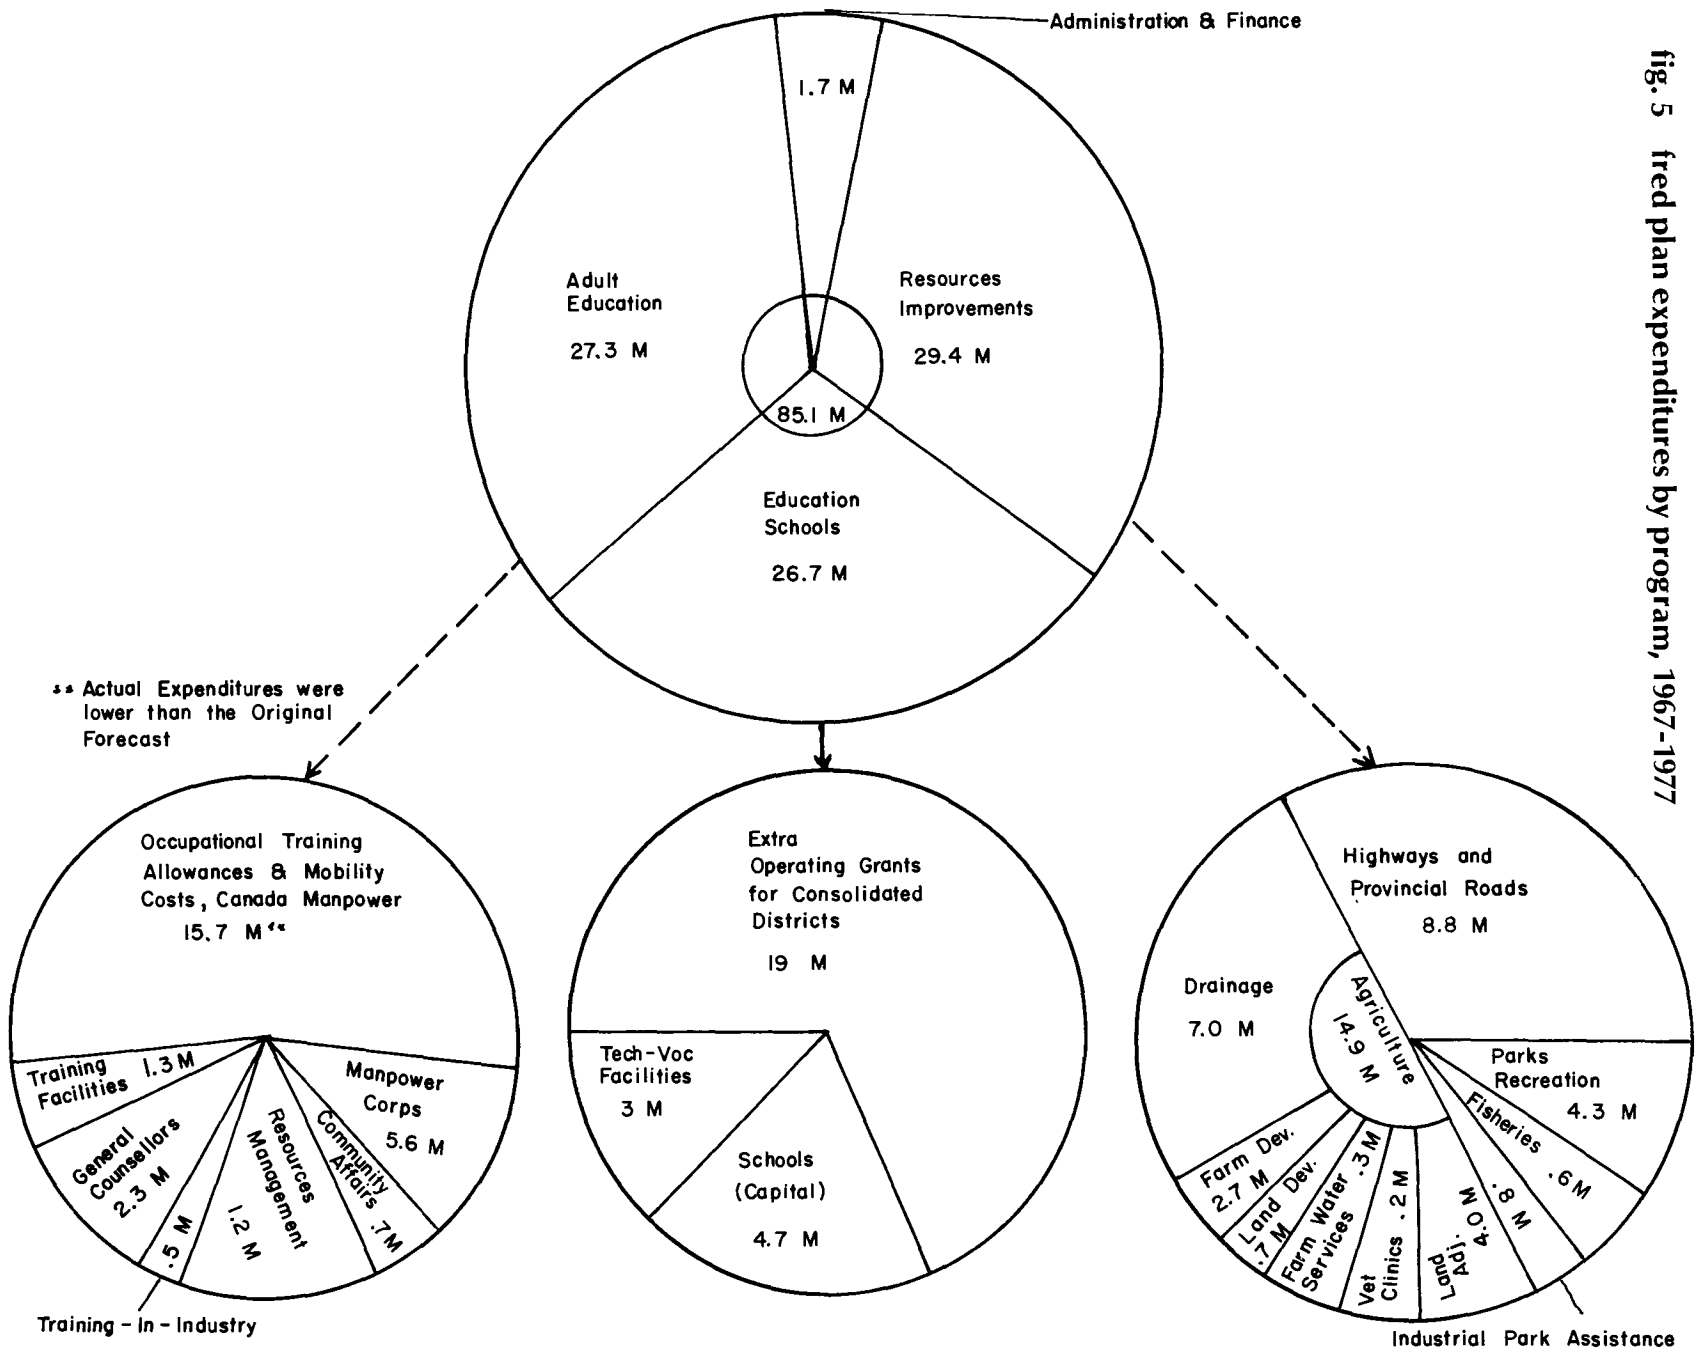 fig. 5 fred plan expenditures by program, 1967-1977
Administration & Finance
1.7 M
Adult
Education
27.3 M
Resources
Improvements
29.4 M
85.1 M
Education
Schools
26.7 M
** Actual Expenditures were
lower than the Original
Forecast
Occupational Training
Allowances & Mobility
Costs, Canada Manpower
15.7 M**
Training
Facilities 1.3 M
General
Counsellors
2.3 M
.5 M
Resources
Management
1.2 M
Community
Affairs .7 M
Manpower
Corps
5.6 M
Training - In - Industry
Extra
Operating Grants
for Consolidated
Districts
19 M
Tech-Voc
Facilities
3 M
Schools
(Capital)
4.7 M
Highways and
Provincial Roads
8.8 M
Drainage
7.0 M
Agriculture
14.9 M
Farm Dev.
2.7 M
Land Dev.
.7 M
Farm Water .3 M
Services
Vet
Clinics .2 M
Land
Adj.
4.0 M
.8 M
Fisheries .6 M
Parks
Recreation
4.3 M
Industrial Park Assistance